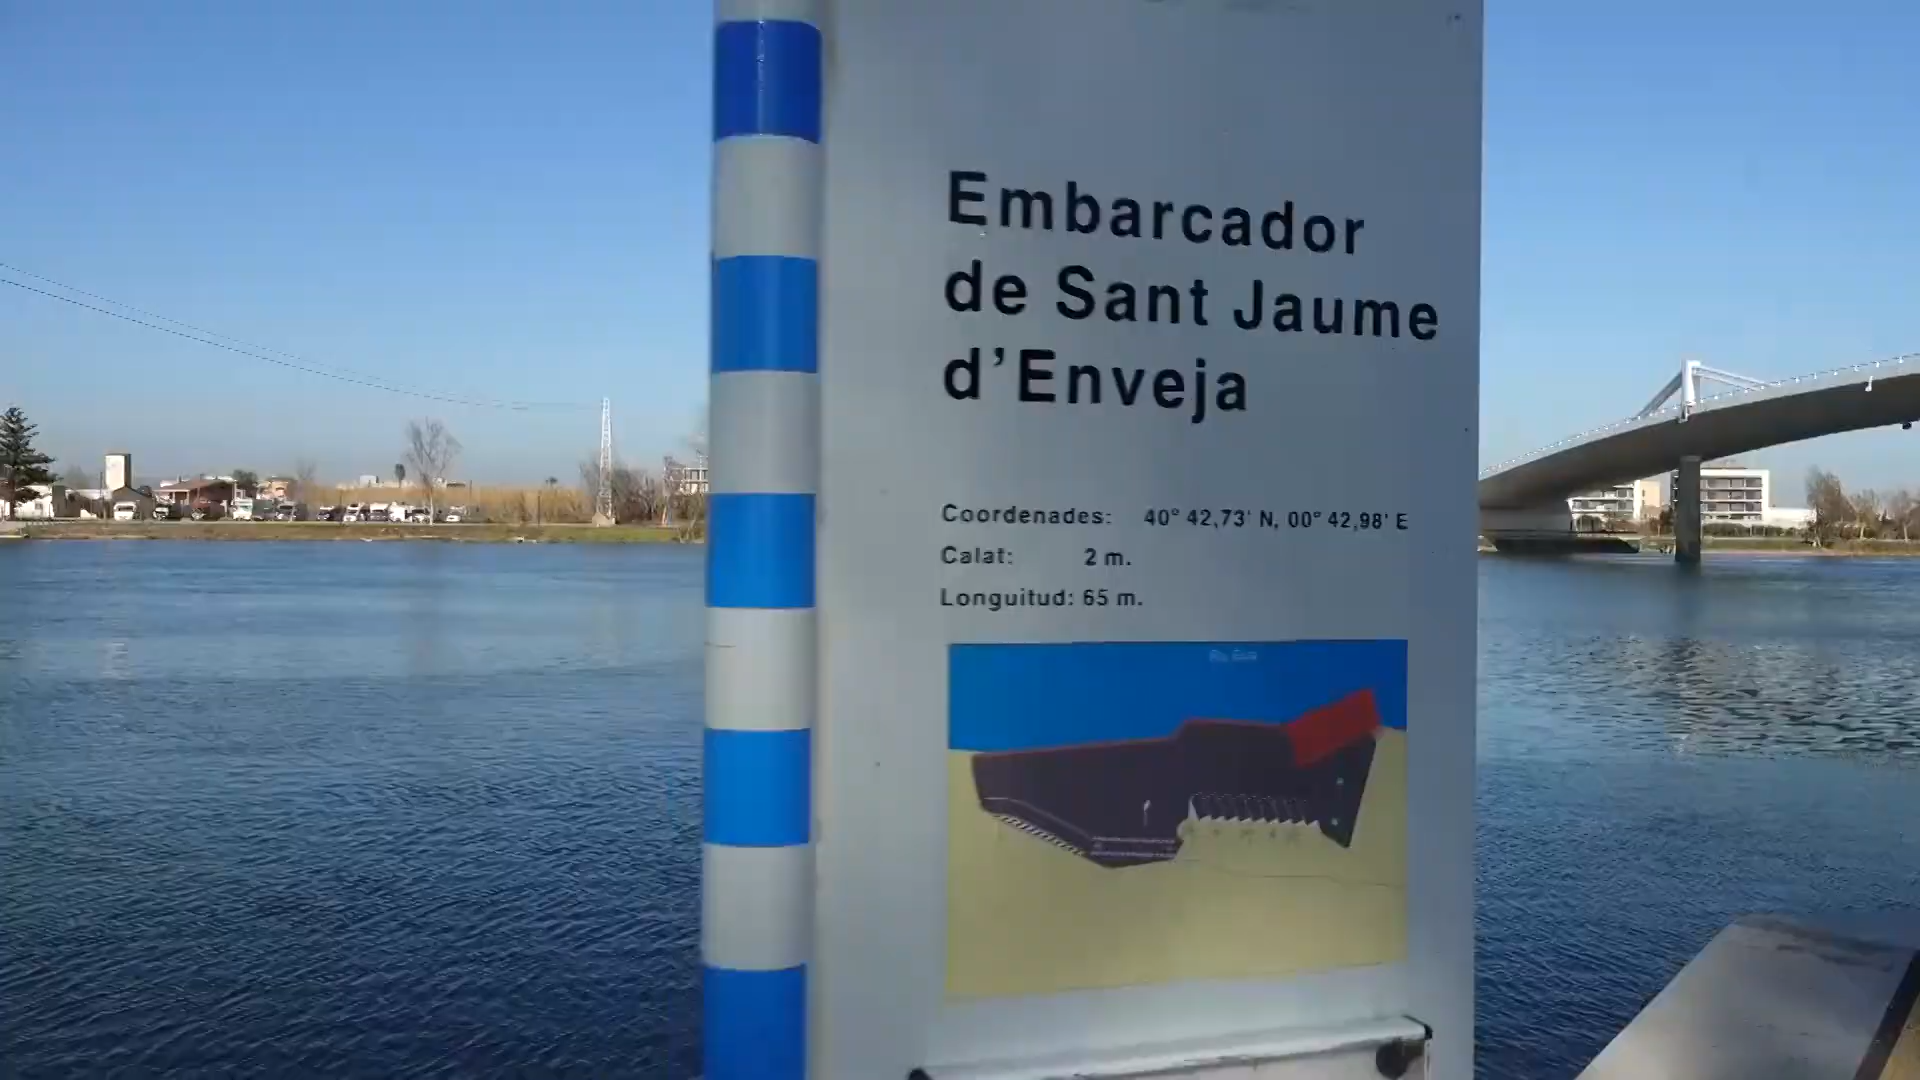 Embarcador
de Sant Jaume
d'Enveja
Coordenades: 40° 42,73' N, 00° 42,98' E
Calat: 2 m.
Longuitud: 65 m.